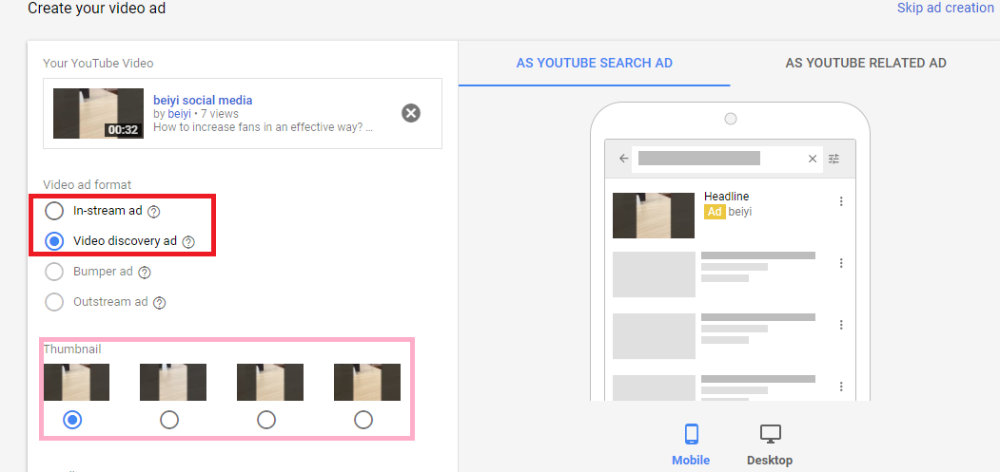 Create your video ad
Skip ad creation
Your YouTube Video
beiyi social media
by beiyi • 7 views
How to increase fans in an effective way? ...
00:32
Video ad format
In-stream ad
Video discovery ad
Bumper ad
Outstream ad
Thumbnail
AS YOUTUBE SEARCH AD
AS YOUTUBE RELATED AD
Headline
Ad beiyi
Mobile
Desktop